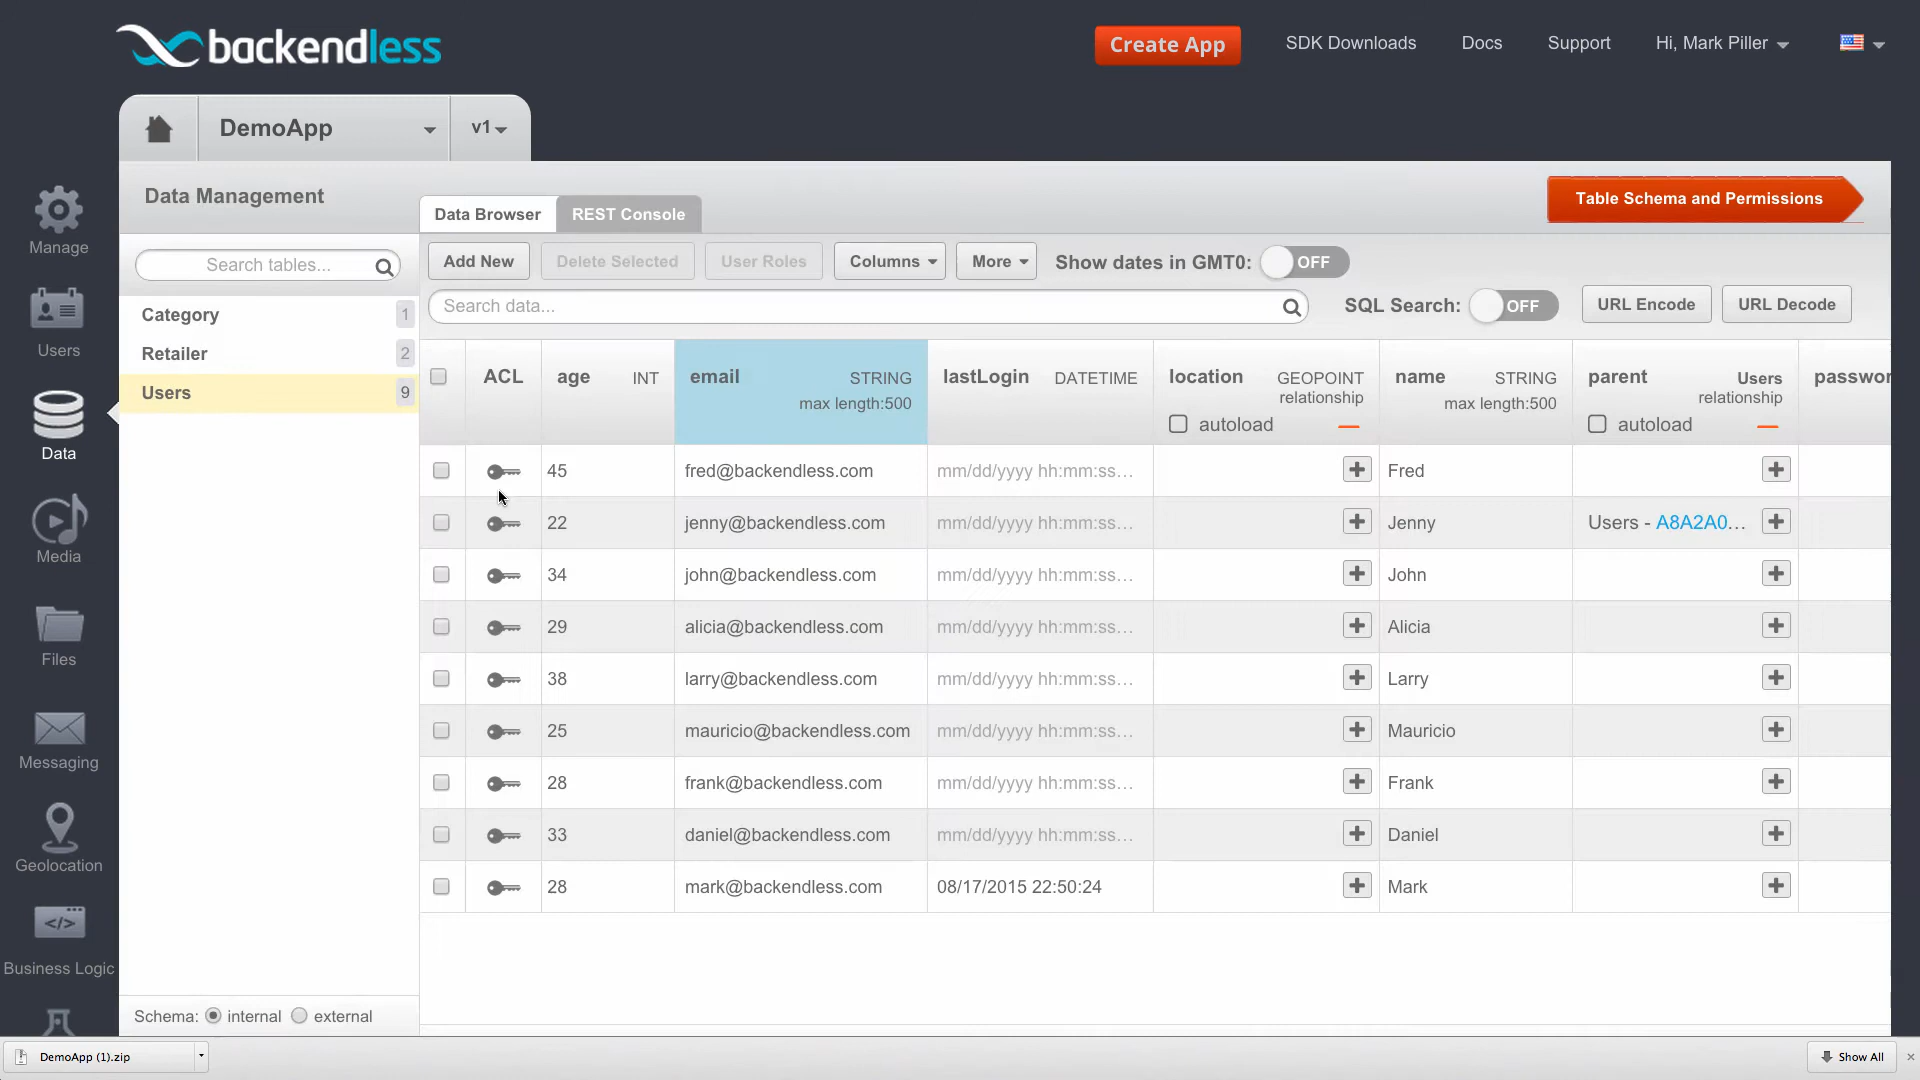 backendless
Create App SDK Downloads Docs Support Hi, Mark Piller
DemoApp v1
Data Management
Data Browser REST Console
Table Schema and Permissions
Manage
Users
Data
Media
Files
Messaging
Geolocation
Business Logic
Search tables...
Category 1
Retailer 2
Users 9
Schema: internal external
Add New Delete Selected User Roles Columns More Show dates in GMT0: OFF
Search data... SQL Search: OFF URL Encode URL Decode
ACL age INT email STRING lastLogin DATETIME location GEOPOINT name STRING parent Users passwor
max length:500 relationship max length:500 relationship
autoload autoload
45 fred@backendless.com mm/dd/yyyy hh:mm:ss... Fred
22 jenny@backendless.com mm/dd/yyyy hh:mm:ss... Jenny Users - A8A2A0...
34 john@backendless.com mm/dd/yyyy hh:mm:ss... John
29 alicia@backendless.com mm/dd/yyyy hh:mm:ss... Alicia
38 larry@backendless.com mm/dd/yyyy hh:mm:ss... Larry
25 mauricio@backendless.com mm/dd/yyyy hh:mm:ss... Mauricio
28 frank@backendless.com mm/dd/yyyy hh:mm:ss... Frank
33 daniel@backendless.com mm/dd/yyyy hh:mm:ss... Daniel
28 mark@backendless.com 08/17/2015 22:50:24 Mark
DemoApp (1).zip Show All